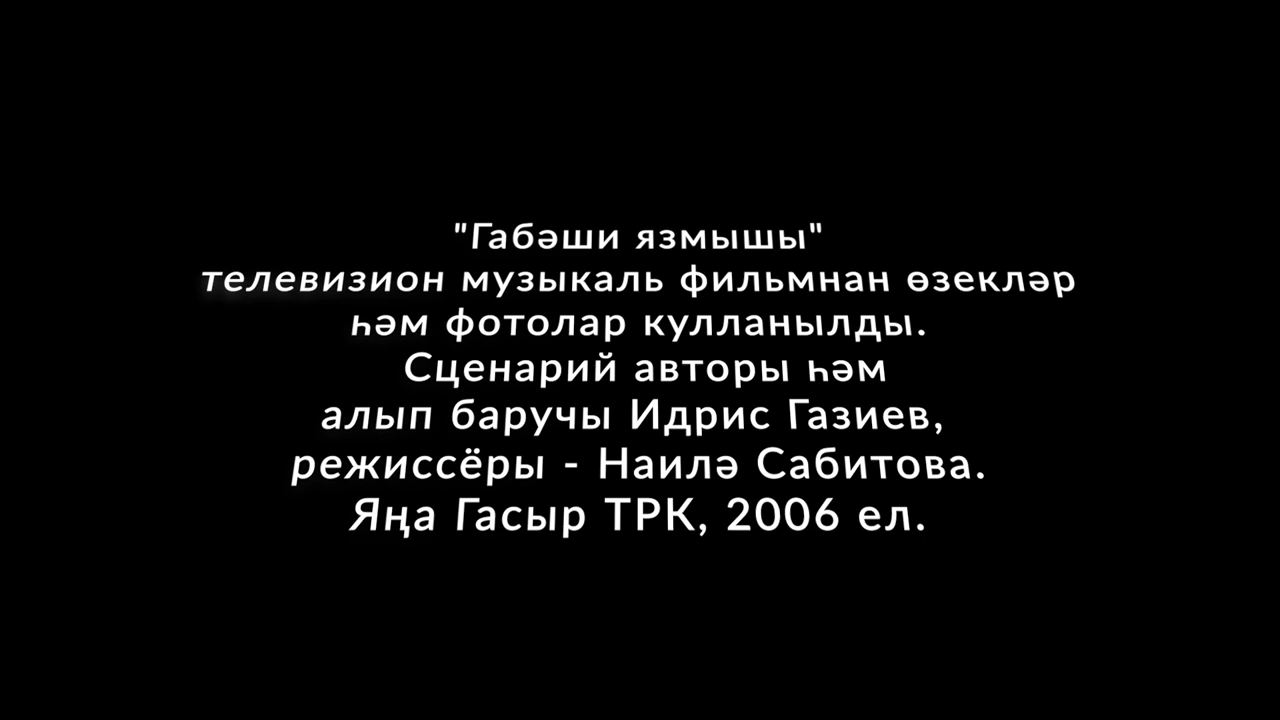 "Габәши язмышы"
телевизион музыкаль фильмнан өзекләр
һәм фотолар кулланылды.
Сценарий авторы һәм
алып баручы Идрис Газиев,
режиссёры - Наилә Сабитова.
Яңа Гасыр ТРК, 2006 ел.